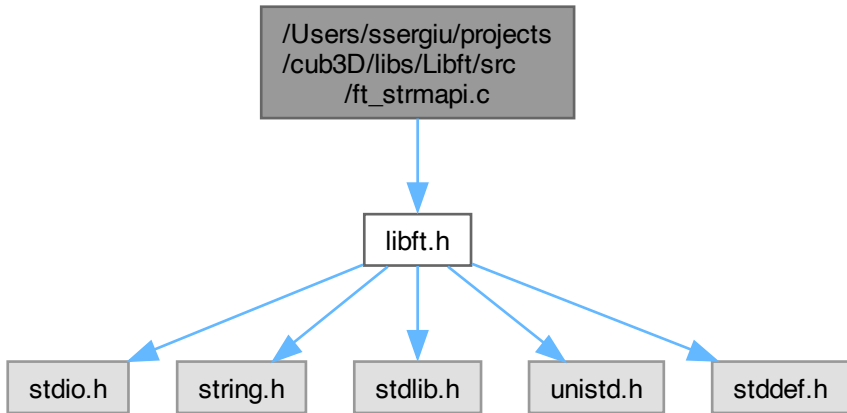 /Users/ssergiu/projects
/cub3D/libs/Libft/src
/ft_strmapi.c
libft.h
stdio.h
string.h
stdlib.h
unistd.h
stddef.h